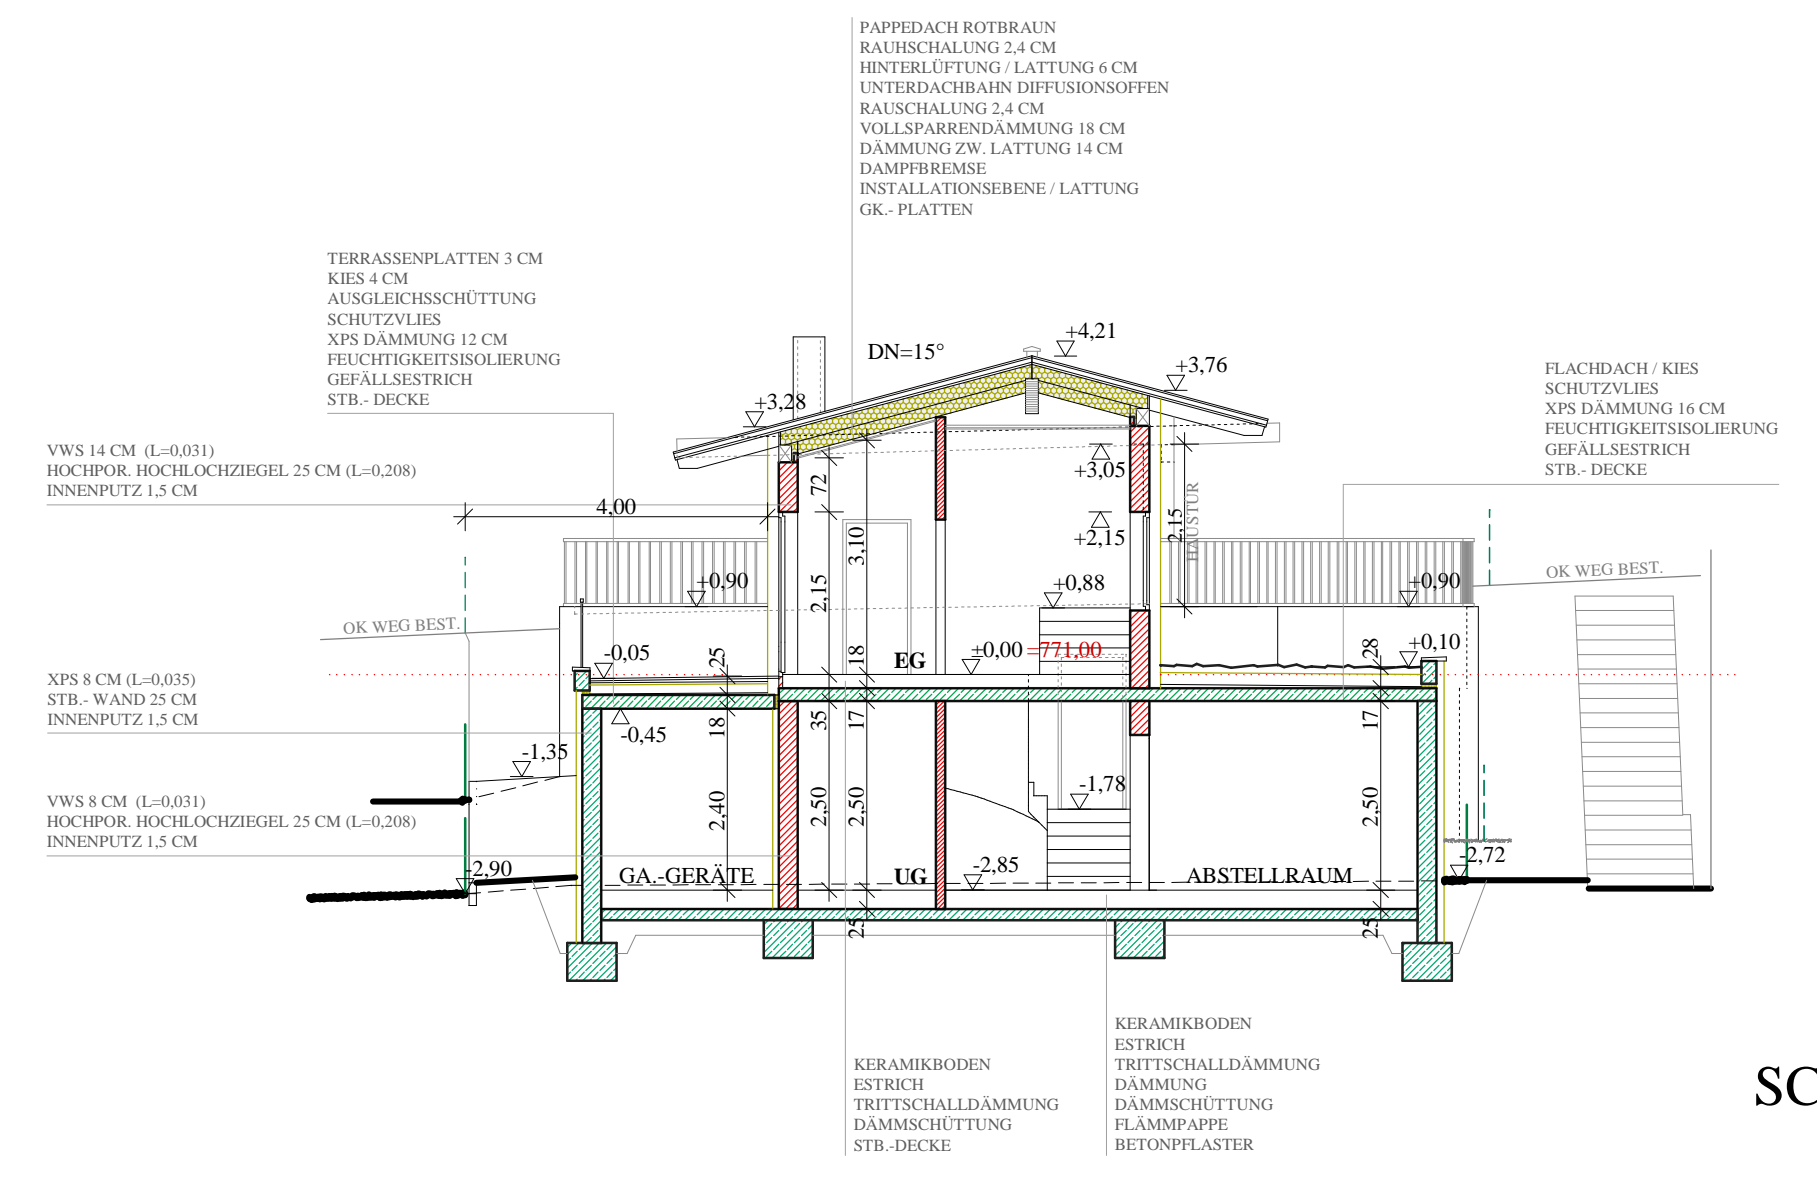 PAPPEDACH ROTBRAUN
RAUHSCHALUNG 2,4 CM
HINTERLÜFTUNG / LATTUNG 6 CM
UNTERDACHBAHN DIFFUSIONSOFFEN
RAUSCHALUNG 2,4 CM
VOLLSPARRENDÄMMUNG 18 CM
DÄMMUNG ZW. LATTUNG 14 CM
DAMPFBREMSE
INSTALLATIONSEBENE / LATTUNG
GK.- PLATTEN
TERRASSENPLATTEN 3 CM
KIES 4 CM
AUSGLEICHSSCHÜTTUNG
SCHUTZVLIES
XPS DÄMMUNG 12 CM
FEUCHTIGKEITSISOLIERUNG
GEFÄLLSESTRICH
STB.- DECKE
FLACHDACH / KIES
SCHUTZVLIES
XPS DÄMMUNG 16 CM
FEUCHTIGKEITSISOLIERUNG
GEFÄLLSESTRICH
STB.- DECKE
VWS 14 CM (L=0,031)
HOCHPOR. HOCHLOCHZIEGEL 25 CM (L=0,208)
INNENPUTZ 1,5 CM
DN=15°
+4,21
+3,76
+3,28
+3,05
+2,15
72
3,10
2,15
2,15
HAUSTÜR
4,00
+0,90
+0,88
+0,90
OK WEG BEST.
OK WEG BEST.
-0,05
25
18
EG
±0,00 =771,00
28
+0,10
XPS 8 CM (L=0,035)
STB.- WAND 25 CM
INNENPUTZ 1,5 CM
-0,45
18
35
17
17
-1,35
-1,78
VWS 8 CM (L=0,031)
HOCHPOR. HOCHLOCHZIEGEL 25 CM (L=0,208)
INNENPUTZ 1,5 CM
2,40
2,50
2,50
2,50
-2,90
GA.-GERÄTE
UG
-2,85
ABSTELLRAUM
-2,72
25
25
KERAMIKBODEN
ESTRICH
TRITTSCHALLDÄMMUNG
DÄMMSCHÜTTUNG
STB.-DECKE
KERAMIKBODEN
ESTRICH
TRITTSCHALLDÄMMUNG
DÄMMUNG
DÄMMSCHÜTTUNG
FLÄMMPAPPE
BETONPFLASTER
SC